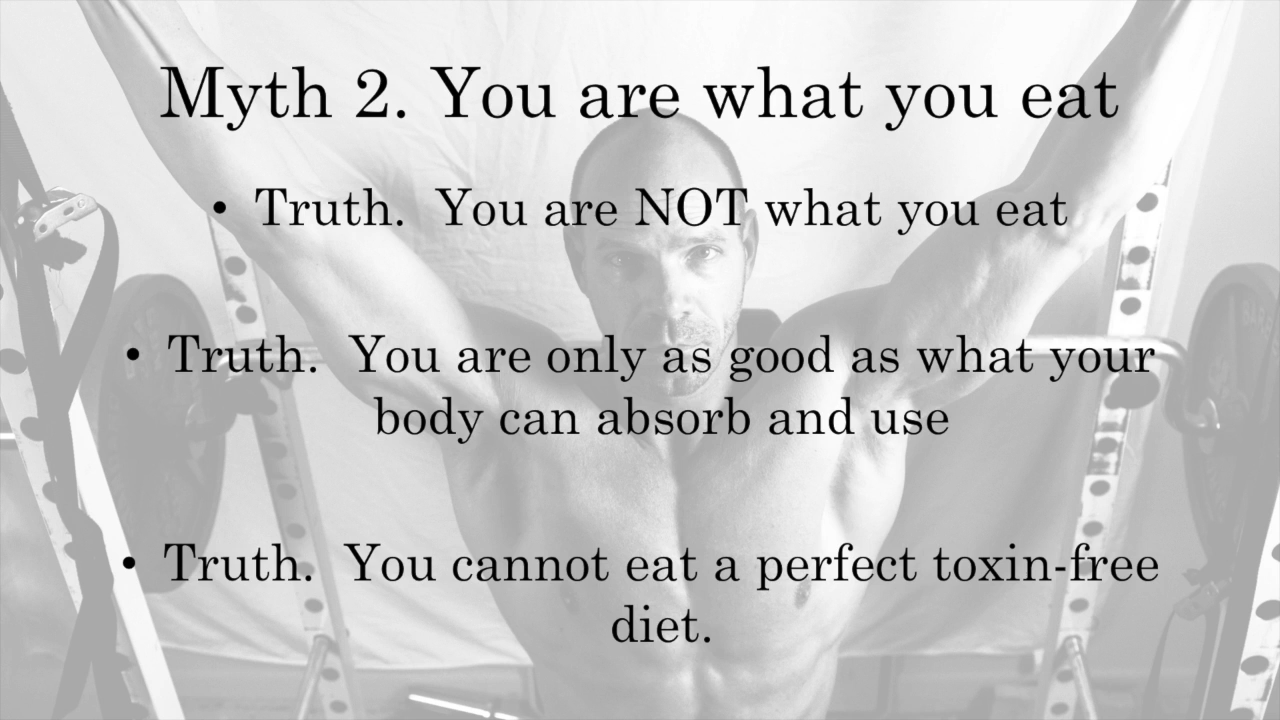 Myth 2. You are what you eat
• Truth. You are NOT what you eat
• Truth. You are only as good as what your
body can absorb and use
• Truth. You cannot eat a perfect toxin-free
diet.